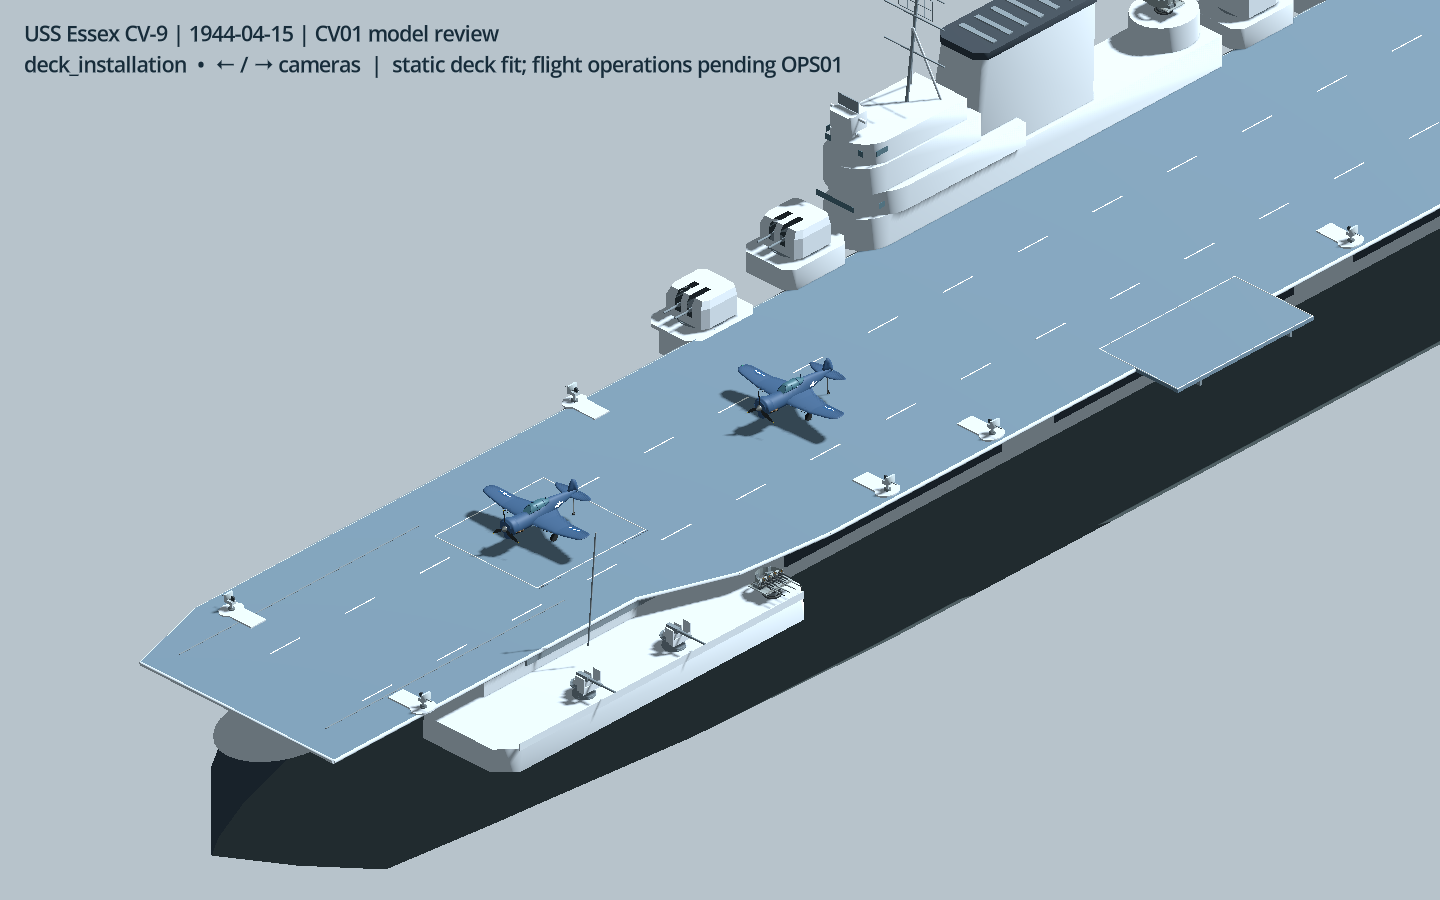 USS Essex CV-9 | 1944-04-15 | CV01 model review
deck_installation • ← / → cameras | static deck fit; flight operations pending OPS01